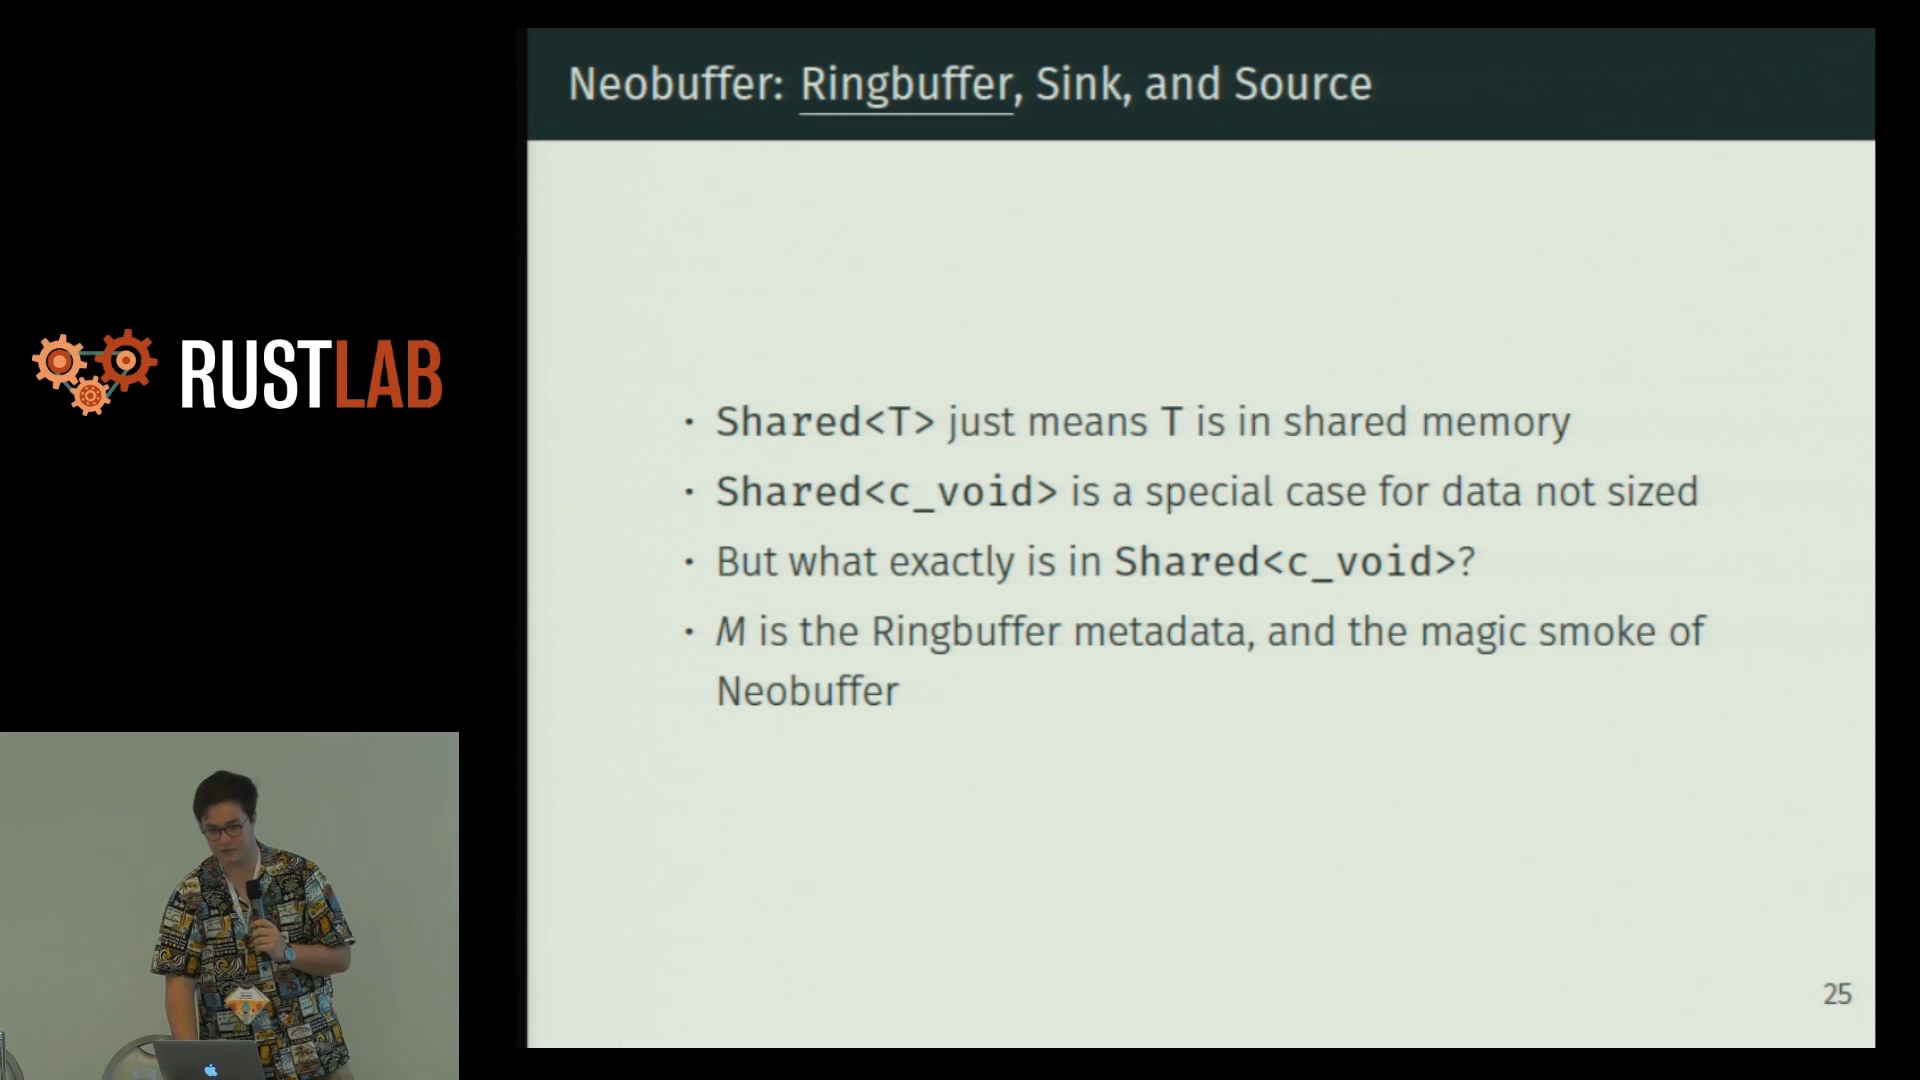 Neobuffer: Ringbuffer, Sink, and Source
RUSTLAB
· Shared<T> just means T is in shared memory
· Shared<c_void> is a special case for data not sized
· But what exactly is in Shared<c_void>?
· M is the Ringbuffer metadata, and the magic smoke of
Neobuffer
25